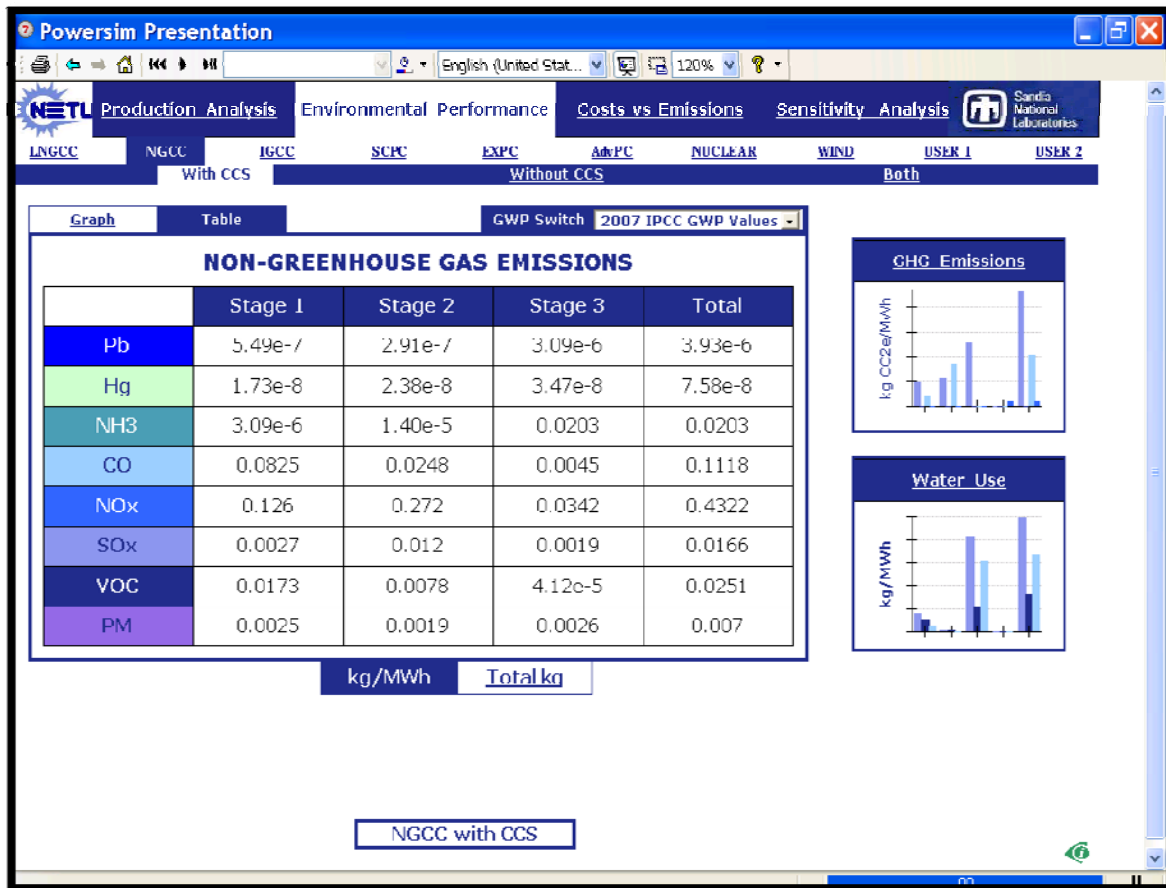 Powersim Presentation
English (United Stat... 120%
NETL Production Analysis Environmental Performance Costs vs Emissions Sensitivity Analysis Sandia National Laboratories
LNGCC NGCC IGCC SCPC EXPC AdvPC NUCLEAR WIND USER 1 USER 2
With CCS Without CCS Both
Graph Table GWP Switch 2007 IPCC GWP Values
NON-GREENHOUSE GAS EMISSIONS
Stage 1 Stage 2 Stage 3 Total
Pb 5.49e-7 2.91e-7 3.09e-6 3.93e-6
Hg 1.73e-8 2.38e-8 3.47e-8 7.58e-8
NH3 3.09e-6 1.40e-5 0.0203 0.0203
CO 0.0825 0.0248 0.0045 0.1118
NOx 0.126 0.272 0.0342 0.4322
SOx 0.0027 0.012 0.0019 0.0166
VOC 0.0173 0.0078 4.12e-5 0.0251
PM 0.0025 0.0019 0.0026 0.007
kg/MWh Total kg
GHG Emissions
kg CC2e/MWh
Water Use
kg/MWh
NGCC with CCS